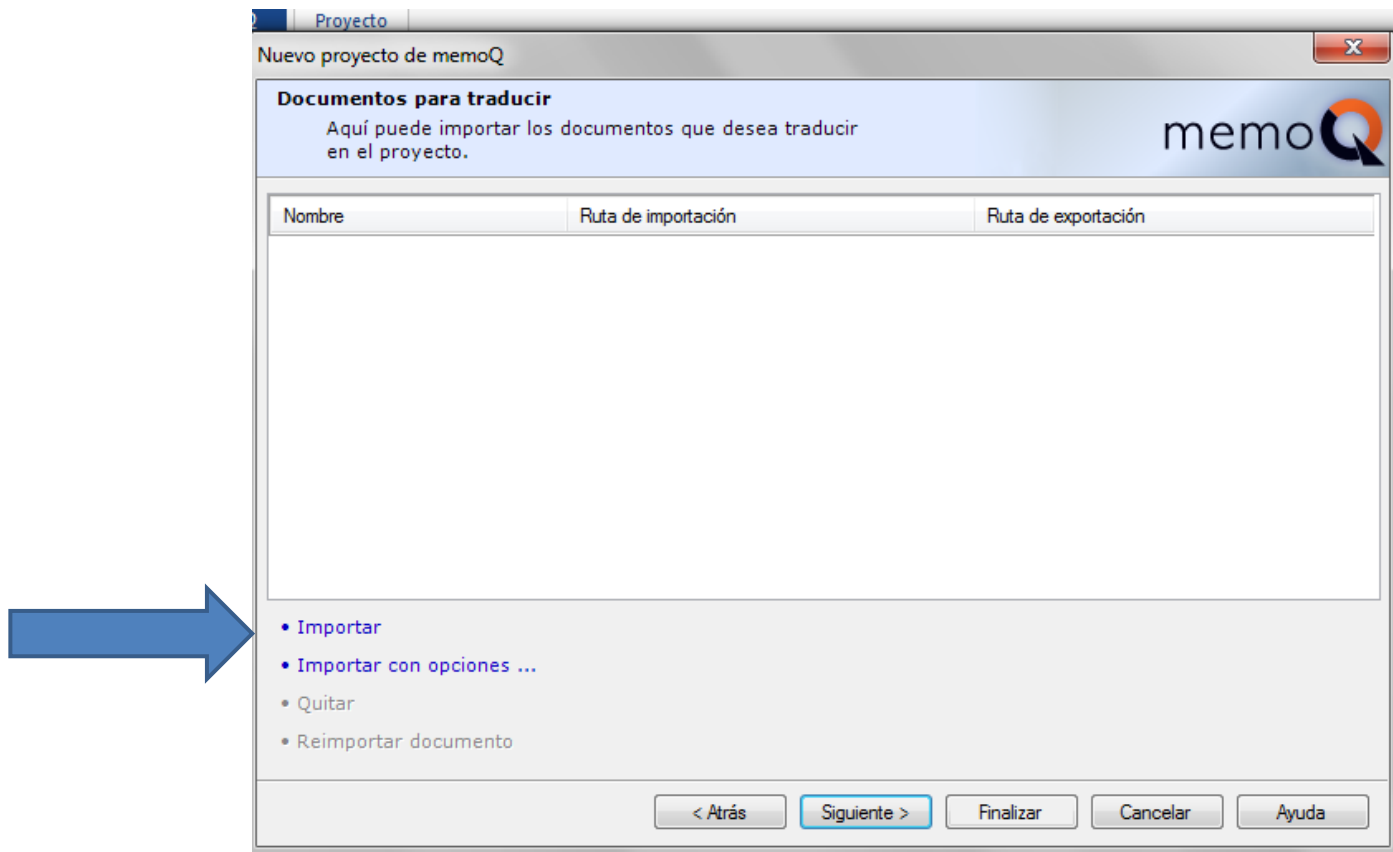 Proyecto
Nuevo proyecto de memoQ
Documentos para traducir
Aquí puede importar los documentos que desea traducir
en el proyecto.
memoQ
Nombre Ruta de importación Ruta de exportación
• Importar
• Importar con opciones ...
• Quitar
• Reimportar documento
< Atrás Siguiente > Finalizar Cancelar Ayuda